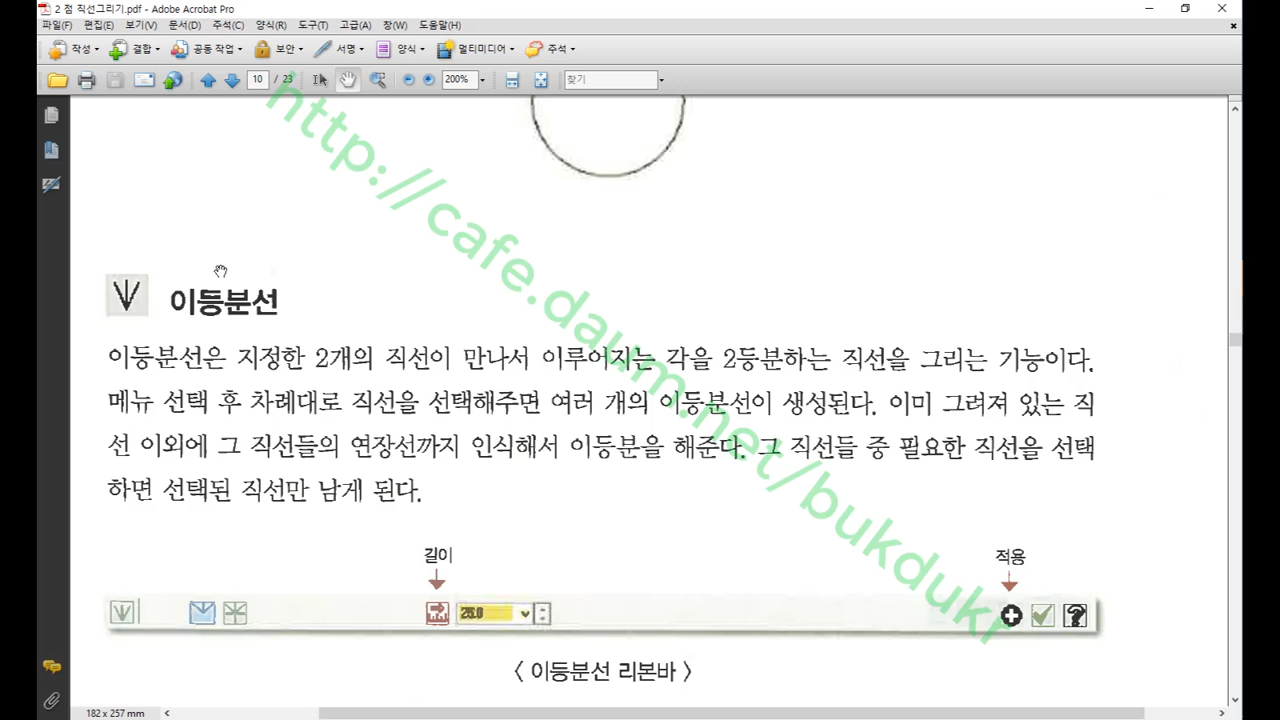 2 점 직선그리기.pdf - Adobe Acrobat Pro
파일(F) 편집(E) 보기(V) 문서(D) 주석(C) 양식(R) 도구(T) 고급(A) 창(W) 도움말(H)
작성 결합 공동 작업 보안 서명 양식 멀티미디어 주석
10 / 23 200% 찾기
http://cafe.daum.net/bukdukr
이등분선
이등분선은 지정한 2개의 직선이 만나서 이루어지는 각을 2등분하는 직선을 그리는 기능이다.
메뉴 선택 후 차례대로 직선을 선택해주면 여러 개의 이등분선이 생성된다. 이미 그려져 있는 직
선 이외에 그 직선들의 연장선까지 인식해서 이등분을 해준다. 그 직선들 중 필요한 직선을 선택
하면 선택된 직선만 남게 된다.
길이 적용
25.0
〈 이등분선 리본바 〉
182 x 257 mm